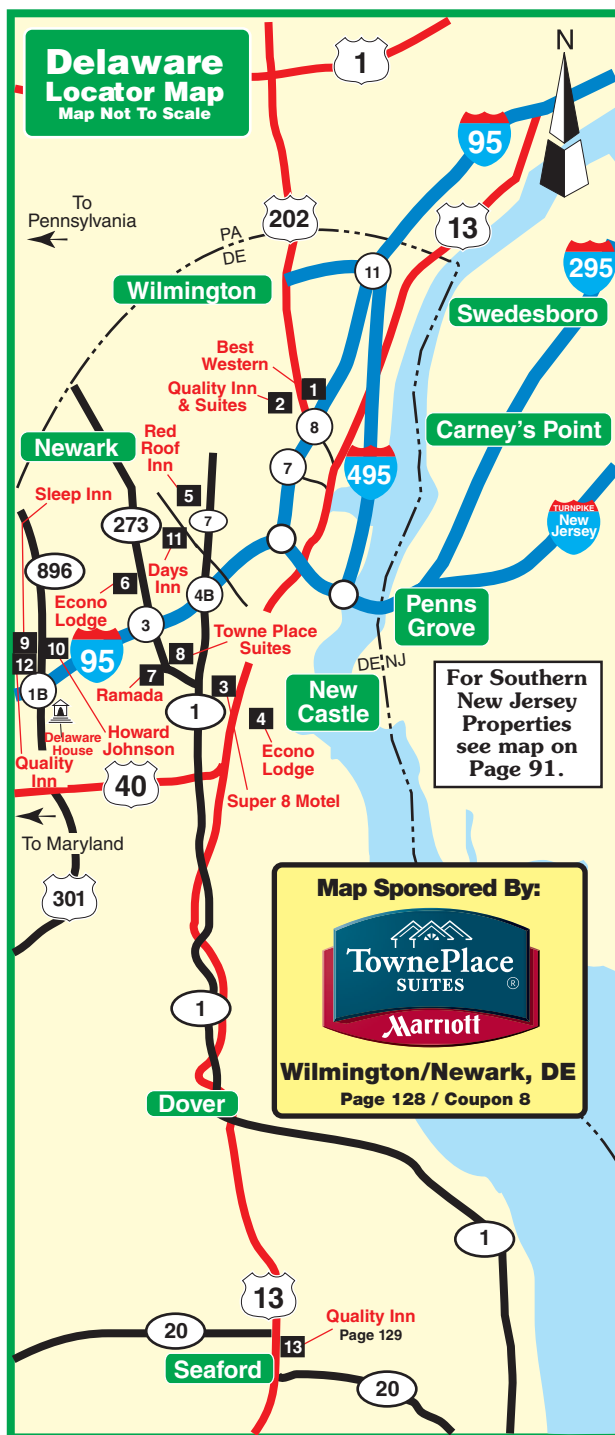 Delaware
Locator Map
Map Not To Scale
1
N
95
To
Pennsylvania
202
13
PA
DE
11
295
Wilmington
Swedesboro
Best
Western
1
Quality Inn
& Suites
2
8
Carney's Point
Newark
Red
Roof
Inn
5
7
495
Sleep Inn
273
7
TURNPIKE
New
Jersey
11
Days
Inn
896
6
Econo
Lodge
4B
3
Penns
Grove
Towne Place
Suites
9
10
95
8
12
7
Ramada
DE
NJ
1B
3
New
Castle
For Southern
New Jersey
Properties
see map on
Page 91.
Delaware
House
Howard
Johnson
1
4
Econo
Lodge
Quality
Inn
40
Super 8 Motel
To Maryland
301
Map Sponsored By:
TownePlace
SUITES
®
Marriott
Wilmington/Newark, DE
Page 128 / Coupon 8
1
Dover
1
13
Quality Inn
Page 129
20
13
Seaford
20